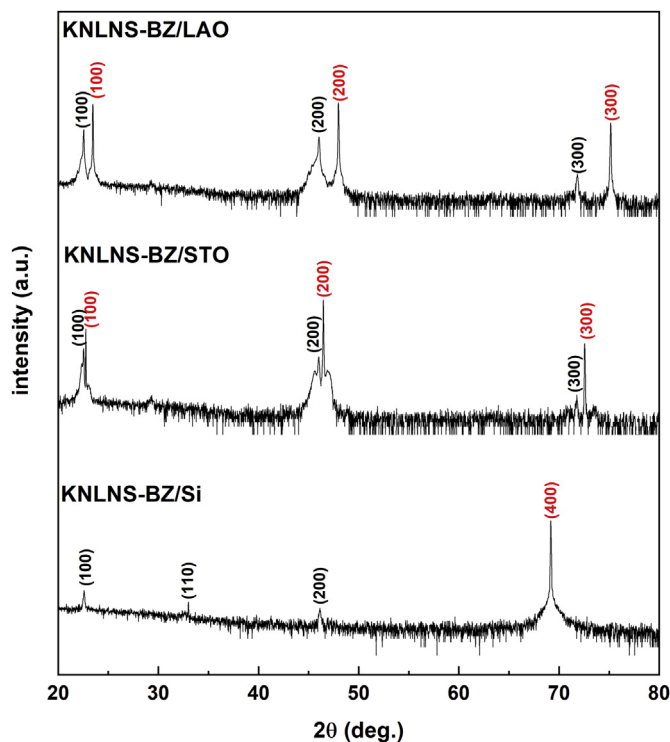 KNLNS-BZ/LAO
(100)
(100)
(200)
(200)
(300)
(300)
KNLNS-BZ/STO
(100)
(100)
(200)
(200)
(300)
(300)
KNLNS-BZ/Si
(100)
(110)
(200)
(400)
intensity (a.u.)
20 30 40 50 60 70 80
2θ (deg.)